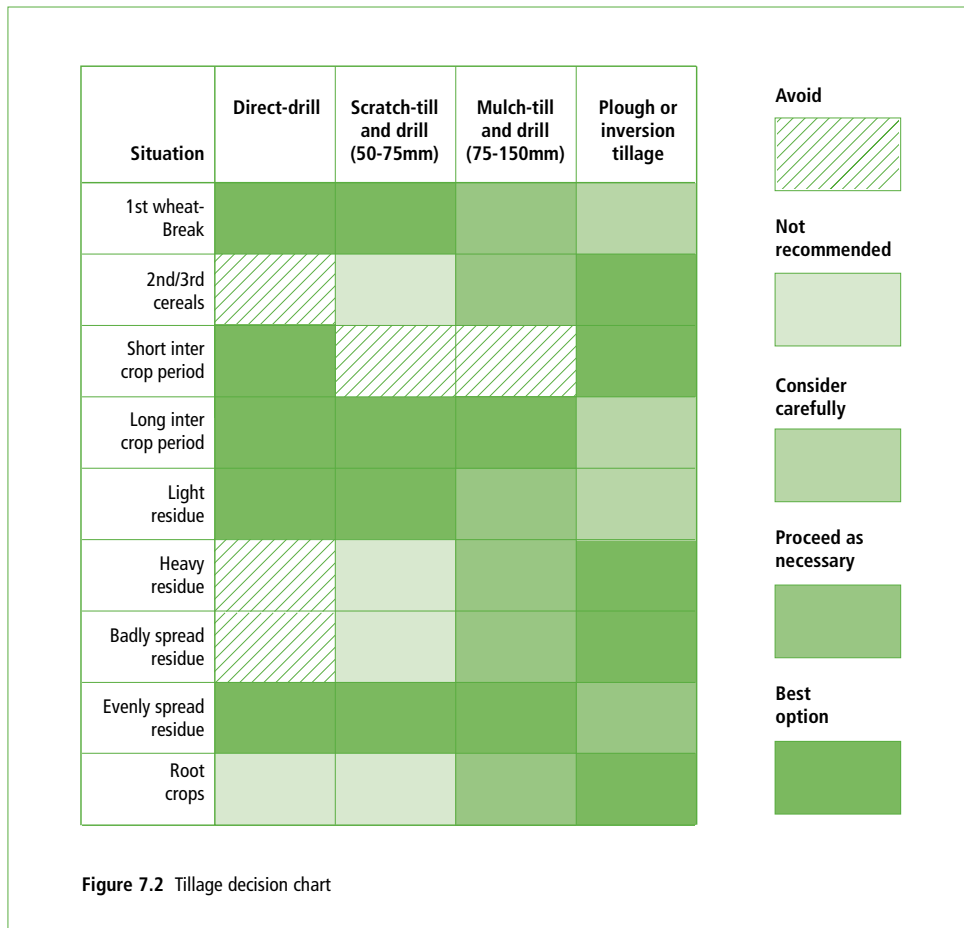 Situation
Direct-drill
Scratch-till
and drill
(50-75mm)
Mulch-till
and drill
(75-150mm)
Plough or
inversion
tillage
1st wheat-
Break
2nd/3rd
cereals
Short inter
crop period
Long inter
crop period
Light
residue
Heavy
residue
Badly spread
residue
Evenly spread
residue
Root
crops
Avoid
Not
recommended
Consider
carefully
Proceed as
necessary
Best
option
Figure 7.2 Tillage decision chart